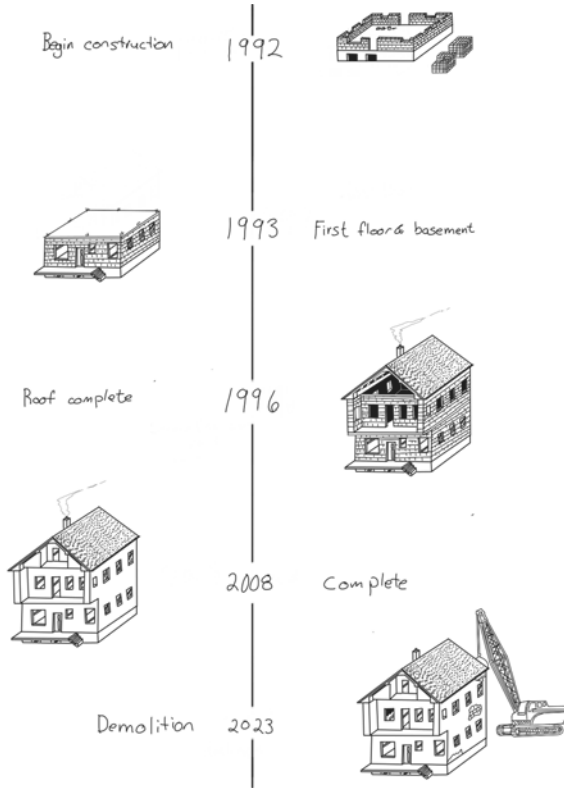 Begin construction 1992
1993 First floor & basement
Roof complete 1996
2008 Complete
Demolition 2023